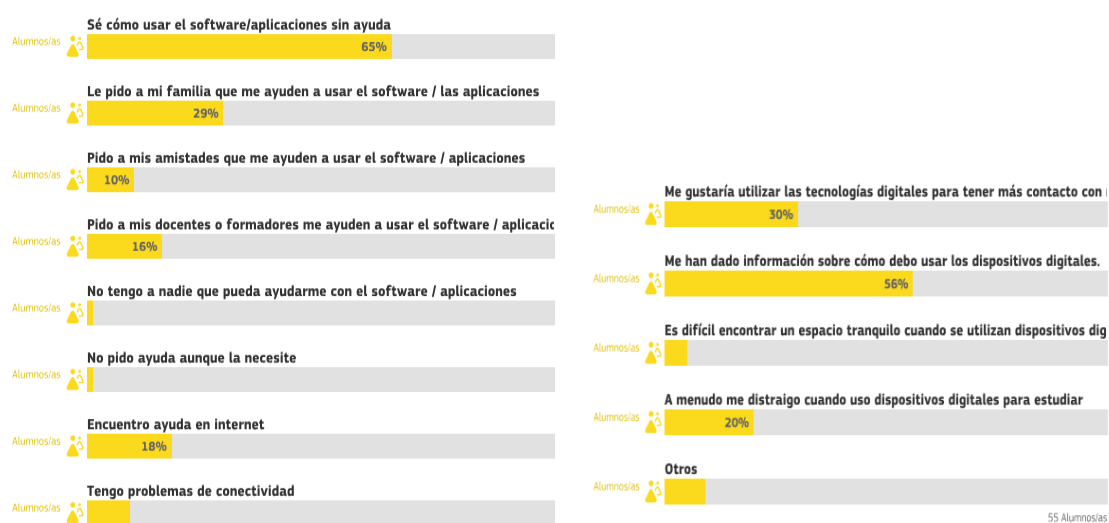 Sé cómo usar el software/aplicaciones sin ayuda
Alumnos/as
65%
Le pido a mi familia que me ayuden a usar el software / las aplicaciones
Alumnos/as
29%
Pido a mis amistades que me ayuden a usar el software / aplicaciones
Alumnos/as
10%
Pido a mis docentes o formadores me ayuden a usar el software / aplicac
Alumnos/as
16%
No tengo a nadie que pueda ayudarme con el software / aplicaciones
Alumnos/as
No pido ayuda aunque la necesite
Alumnos/as
Encuentro ayuda en internet
Alumnos/as
18%
Tengo problemas de conectividad
Alumnos/as
Me gustaría utilizar las tecnologías digitales para tener más contacto con
Alumnos/as
30%
Me han dado información sobre cómo debo usar los dispositivos digitales.
Alumnos/as
56%
Es difícil encontrar un espacio tranquilo cuando se utilizan dispositivos dig
Alumnos/as
A menudo me distraigo cuando uso dispositivos digitales para estudiar
Alumnos/as
20%
Otros
Alumnos/as
55 Alumnos/as